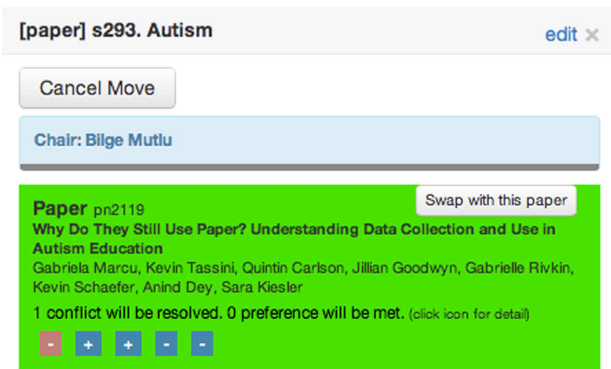 [paper] s293. Autism
edit ×
Cancel Move
Chair: Bilge Mutlu
Swap with this paper
Paper pn2119
Why Do They Still Use Paper? Understanding Data Collection and Use in
Autism Education
Gabriela Marcu, Kevin Tassini, Quintin Carlson, Jillian Goodwyn, Gabrielle Rivkin,
Kevin Schaefer, Anind Dey, Sara Kiesler
1 conflict will be resolved. 0 preference will be met. (click icon for detail)
- + + - -